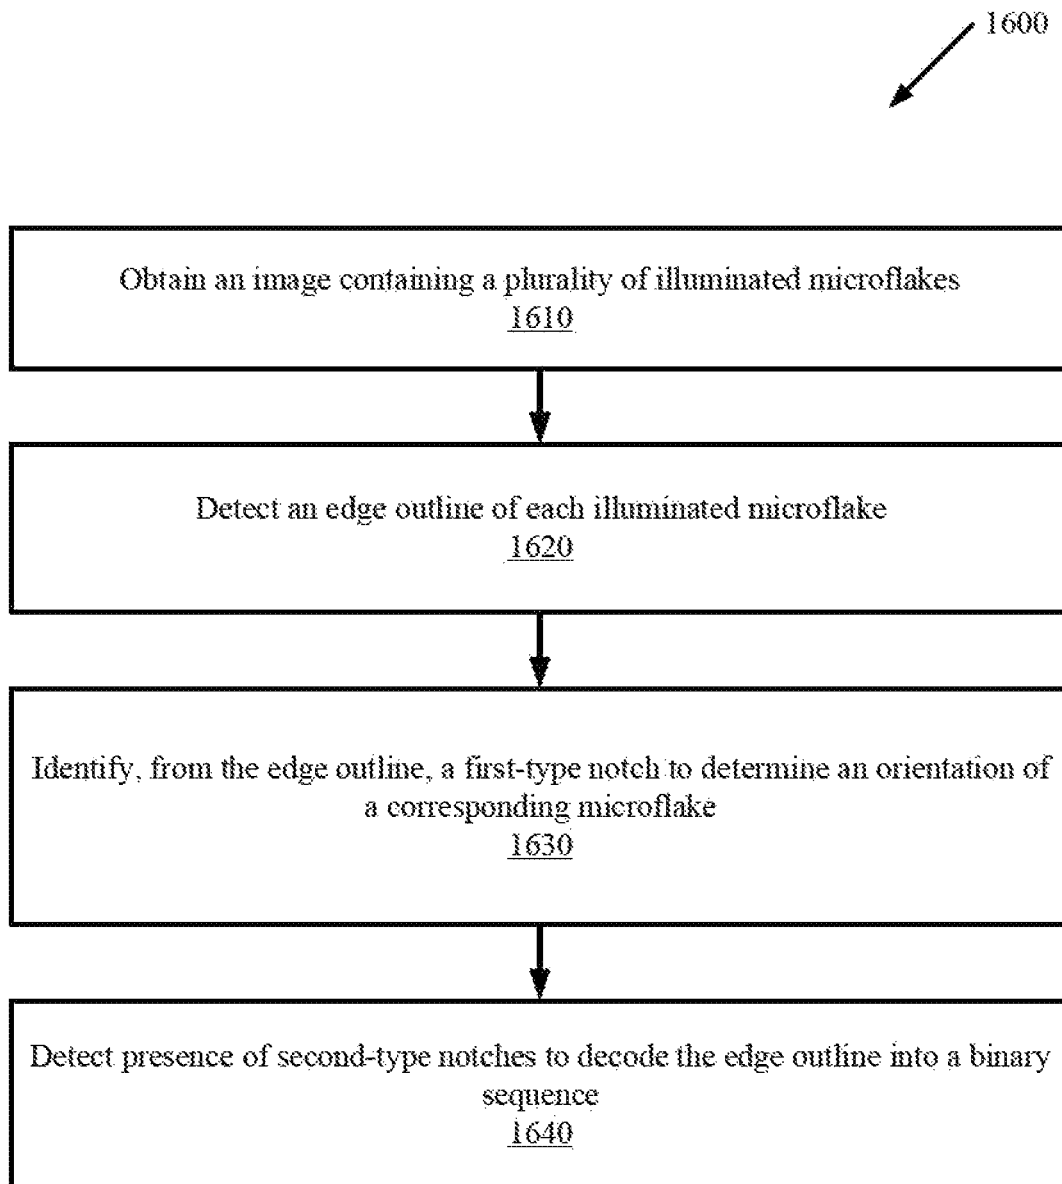 1600
Obtain an image containing a plurality of illuminated microflakes
1610
Detect an edge outline of each illuminated microflake
1620
Identify, from the edge outline, a first-type notch to determine an orientation of
a corresponding microflake
1630
Detect presence of second-type notches to decode the edge outline into a binary
sequence
1640